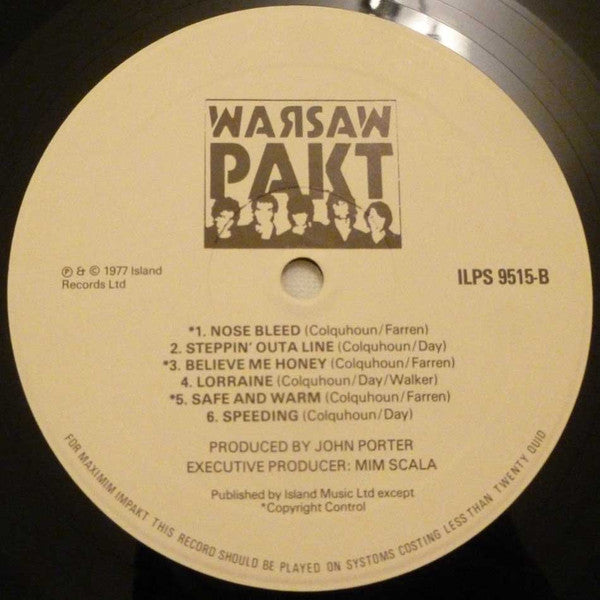 WAЯSAW
PAKT
℗ & © 1977 Island
Records Ltd
ILPS 9515-B
*1. NOSE BLEED (Colquhoun/Farren)
2. STEPPIN' OUTA LINE (Colquhoun/Day)
*3. BELIEVE ME HONEY (Colquhoun/Farren)
4. LORRAINE (Colquhoun/Day/Walker)
*5. SAFE AND WARM (Colquhoun/Farren)
6. SPEEDING (Colquhoun/Day)
PRODUCED BY JOHN PORTER
EXECUTIVE PRODUCER: MIM SCALA
Published by Island Music Ltd except
*Copyright Control
FOR MAXIMIM IMPAKT THIS RECORD SHOULD BE PLAYED ON SYSTOMS COSTING LESS THAN TWENTY QUID